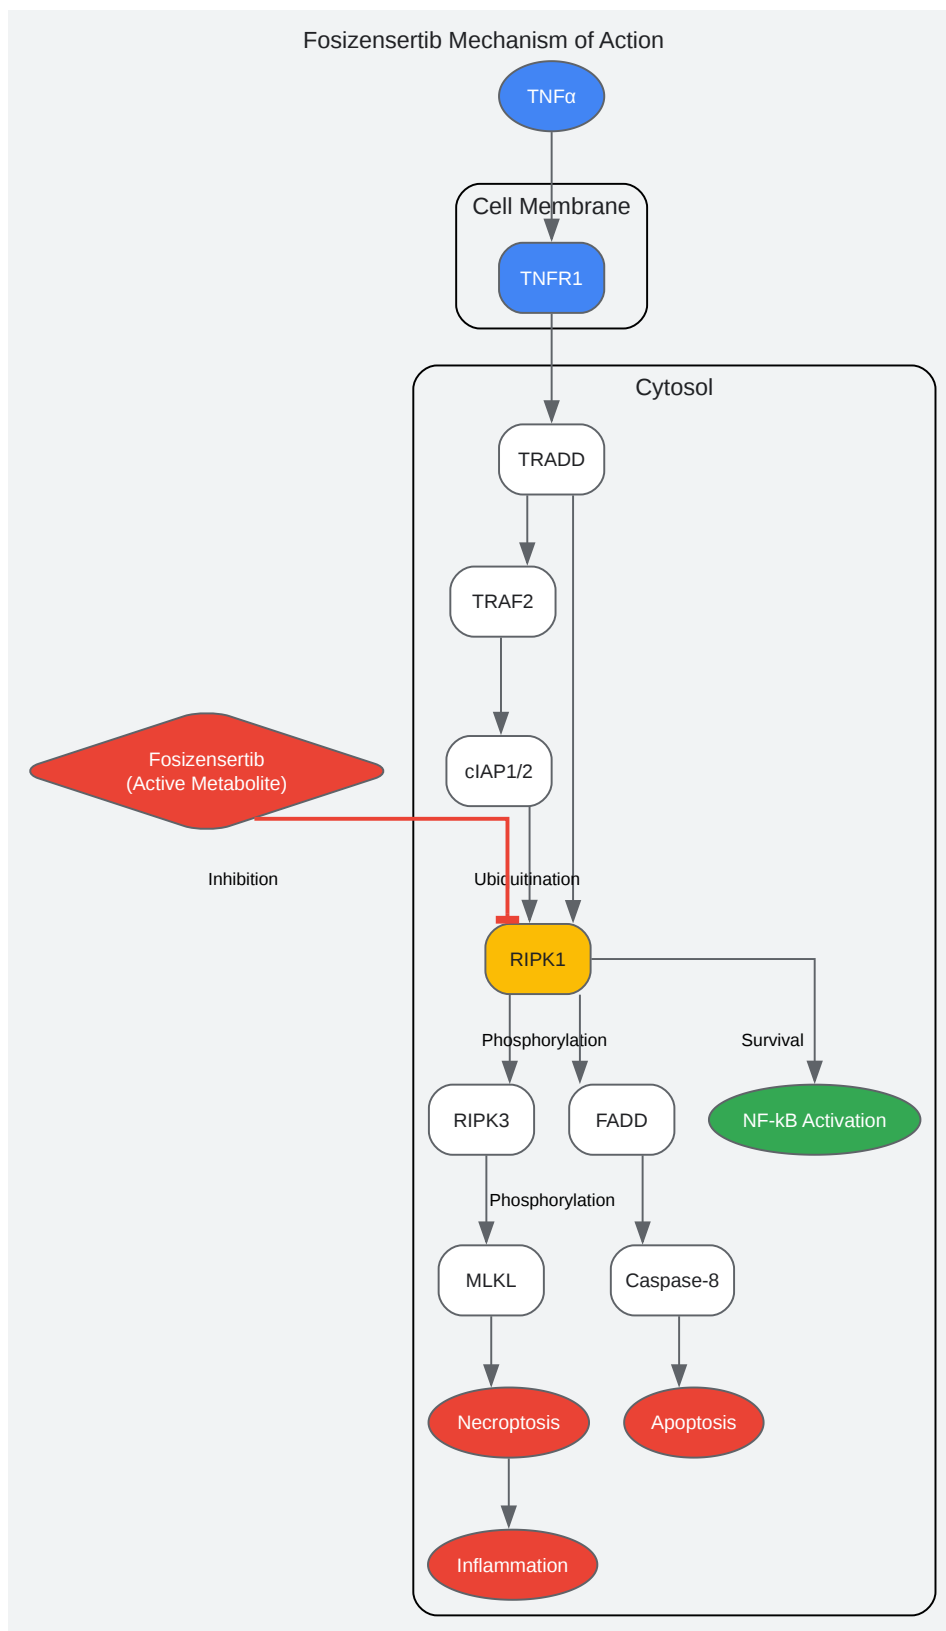 Fosizensertib Mechanism of Action
TNFα
Cell Membrane
TNFR1
Cytosol
TRADD
TRAF2
Fosizensertib
(Active Metabolite)
cIAP1/2
Inhibition
Ubiquitination
RIPK1
Phosphorylation
Survival
RIPK3
FADD
NF-kB Activation
Phosphorylation
MLKL
Caspase-8
Necroptosis
Apoptosis
Inflammation